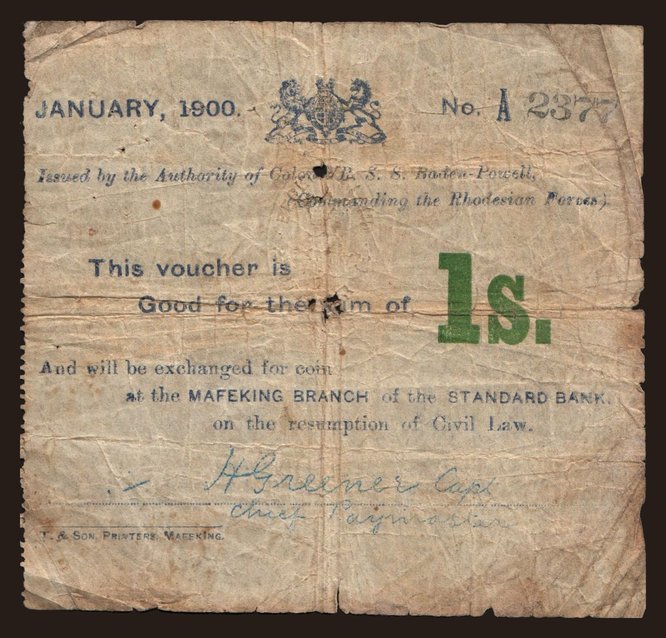 JANUARY, 1900. No. A 2377
Issued by the Authority of Colonel R. S. S. Baden-Powell,
(Commanding the Rhodesian Forces)
This voucher is
Good for the sum of 1s.
And will be exchanged for coin
at the MAFEKING BRANCH of the STANDARD BANK,
on the resumption of Civil Law.
H Greener Capt
Chief Paymaster
T. & SON, PRINTERS, MAFEKING.